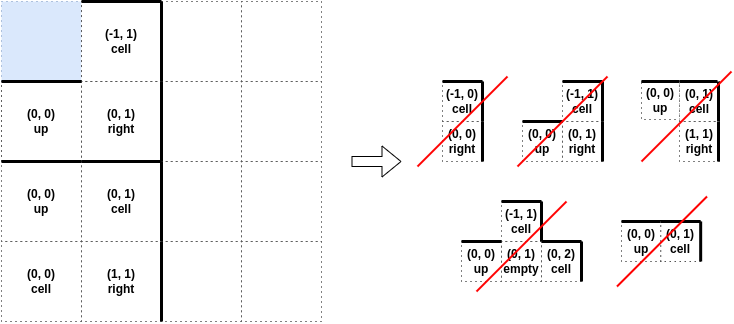 (-1, 1)
cell
(0, 0)
up
(0, 1)
right
(0, 0)
up
(0, 1)
cell
(0, 0)
cell
(1, 1)
right
(-1, 0)
cell
(0, 0)
right
(-1, 1)
cell
(0, 0)
up
(0, 1)
right
(0, 0)
up
(0, 1)
cell
(1, 1)
right
(-1, 1)
cell
(0, 0)
up
(0, 1)
empty
(0, 2)
cell
(0, 0)
up
(0, 1)
cell